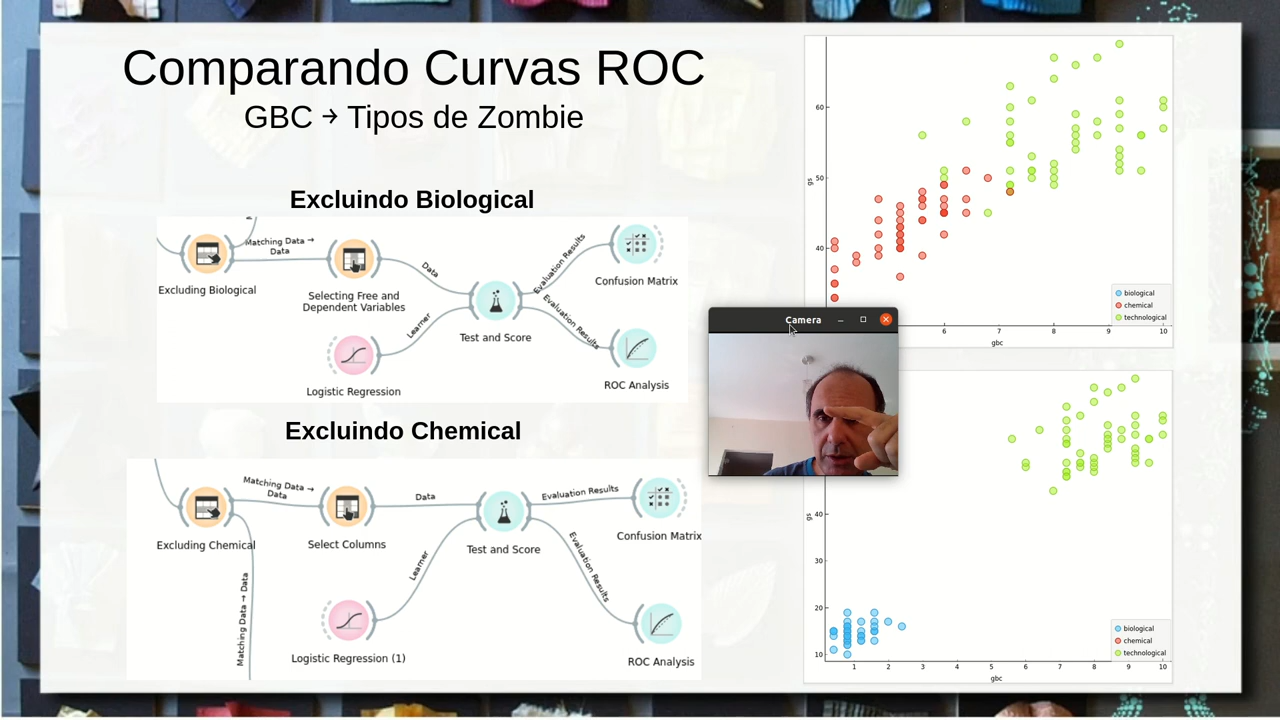 Comparando Curvas ROC
GBC → Tipos de Zombie
Excluindo Biological
Matching Data →
Data
Excluding Biological
Selecting Free and
Dependent Variables
Data
Learner
Logistic Regression
Test and Score
Evaluation Results
Evaluation Results
Confusion Matrix
ROC Analysis
Excluindo Chemical
Matching Data →
Data
Excluding Chemical
Matching Data → Data
Select Columns
Data
Learner
Logistic Regression (1)
Test and Score
Evaluation Results
Evaluation Results
Confusion Matrix
ROC Analysis
60
50
40
gs
6
7
8
9
10
gbc
biological
chemical
technological
Camera
40
30
20
10
gs
1
2
3
4
5
6
7
8
9
10
gbc
biological
chemical
technological